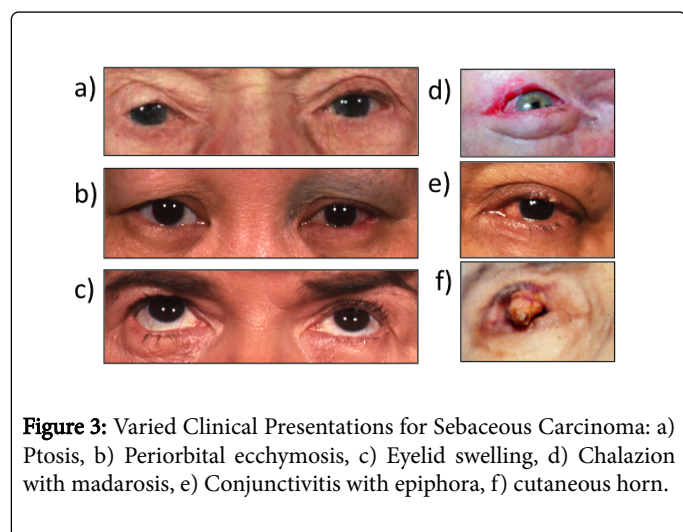 a)
d)
b)
e)
c)
f)
Figure 3: Varied Clinical Presentations for Sebaceous Carcinoma: a)
Ptosis, b) Periorbital ecchymosis, c) Eyelid swelling, d) Chalazion
with madarosis, e) Conjunctivitis with epiphora, f) cutaneous horn.